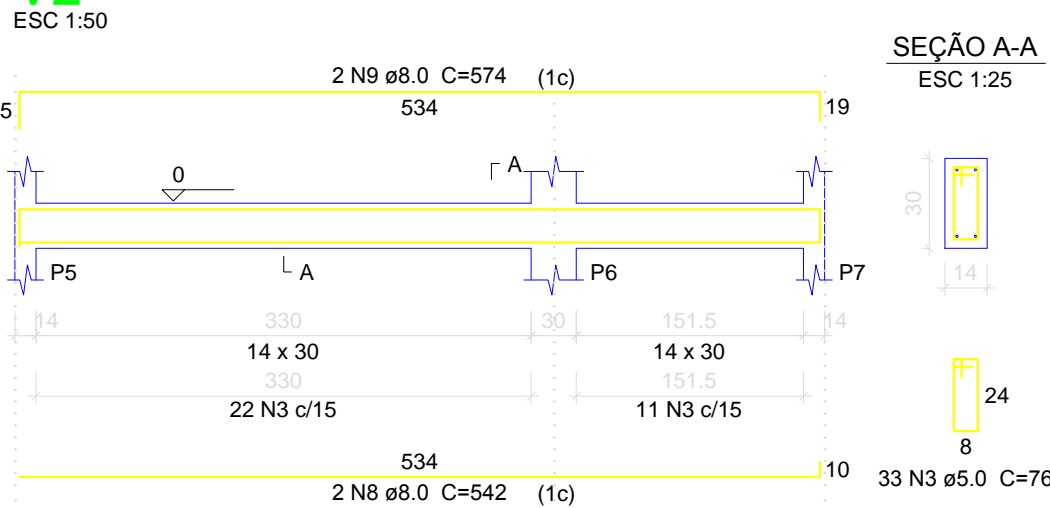 ESC 1:50
SEÇÃO A-A
ESC 1:25
2 N9 ø8.0 C=574 (1c)
5
534
19
0
A
A
P5
P6
P7
30
14
14
330
30
151.5
14
14 x 30
14 x 30
330
151.5
22 N3 c/15
11 N3 c/15
24
8
33 N3 ø5.0 C=76
534
10
2 N8 ø8.0 C=542 (1c)